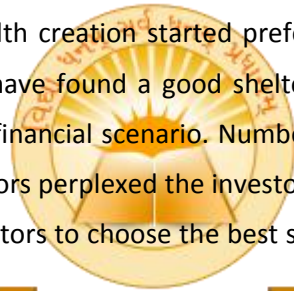 lth creation started pref
have found a good shelte
financial scenario. Numbe
ors perplexed the investo
tors to choose the best s